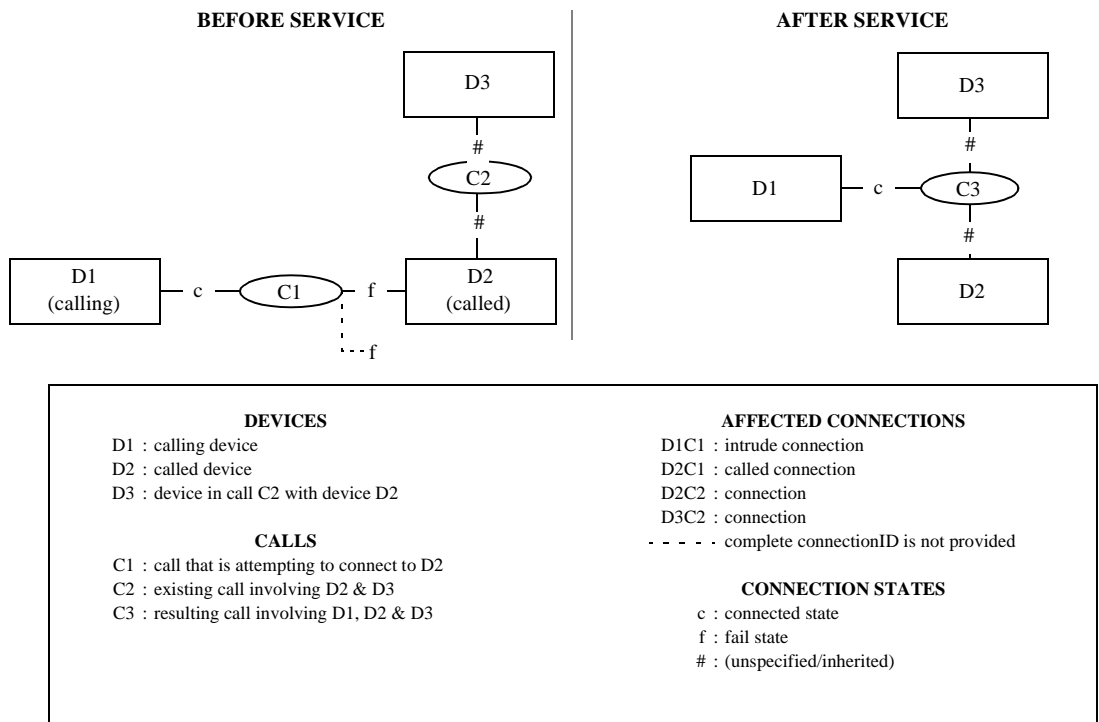 BEFORE SERVICE
AFTER SERVICE
D3
#
C2
#
D1
(calling)
c
C1
f
D2
(called)
f
D3
#
D1
c
C3
#
D2
DEVICES
D1 : calling device
D2 : called device
D3 : device in call C2 with device D2
CALLS
C1 : call that is attempting to connect to D2
C2 : existing call involving D2 & D3
C3 : resulting call involving D1, D2 & D3
AFFECTED CONNECTIONS
D1C1 : intrude connection
D2C1 : called connection
D2C2 : connection
D3C2 : connection
- - - - - complete connectionID is not provided
CONNECTION STATES
c : connected state
f : fail state
# : (unspecified/inherited)